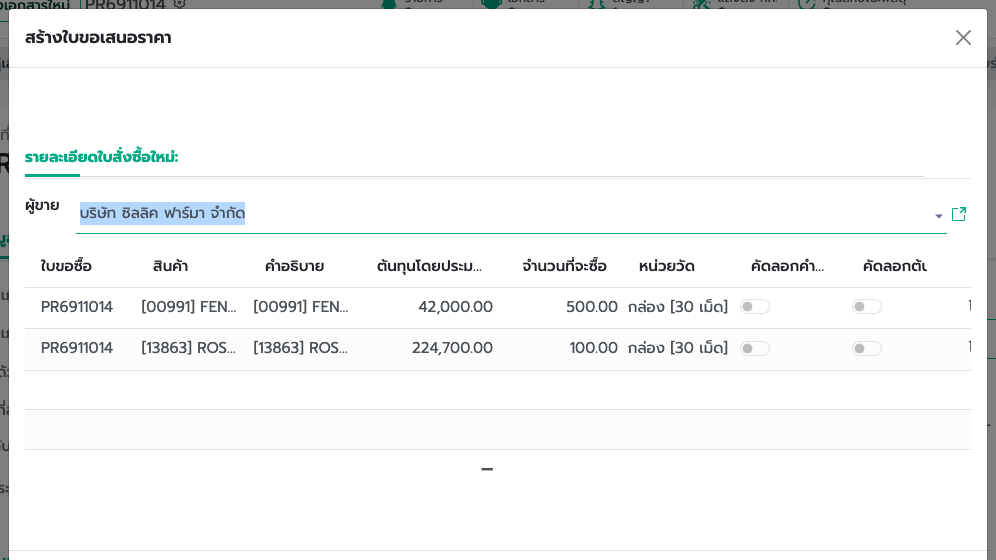 PR6911014
สร้างใบขอเสนอราคา
รายละเอียดใบสั่งซื้อใหม่:
ผู้ขาย
บริษัท ซิลลิค ฟาร์มา จำกัด
ใบขอซื้อ สินค้า คำอธิบาย ต้นทุนโดยประม... จำนวนที่จะซื้อ หน่วยวัด คัดลอกคำ... คัดลอกต้น
PR6911014 [00991] FEN... [00991] FEN... 42,000.00 500.00 กล่อง [30 เม็ด]
PR6911014 [13863] ROS... [13863] ROS... 224,700.00 100.00 กล่อง [30 เม็ด]